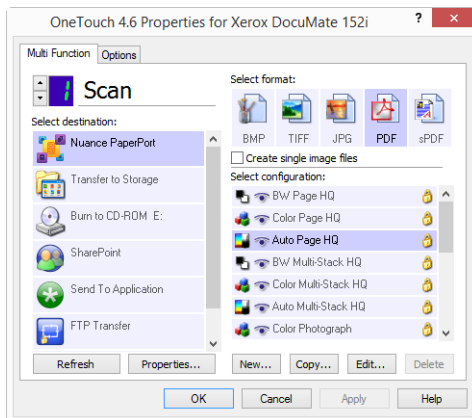 OneTouch 4.6 Properties for Xerox DocuMate 152i
? ×
Multi Function
Options
1 Scan
Select destination:
Nuance PaperPort
Transfer to Storage
Burn to CD-ROM E:
SharePoint
Send To Application
FTP Transfer
Refresh
Properties...
Select format:
BMP TIFF JPG PDF sPDF
Create single image files
Select configuration:
BW Page HQ
Color Page HQ
Auto Page HQ
BW Multi-Stack HQ
Color Multi-Stack HQ
Auto Multi-Stack HQ
Color Photograph
New... Copy... Edit... Delete
OK Cancel Apply Help